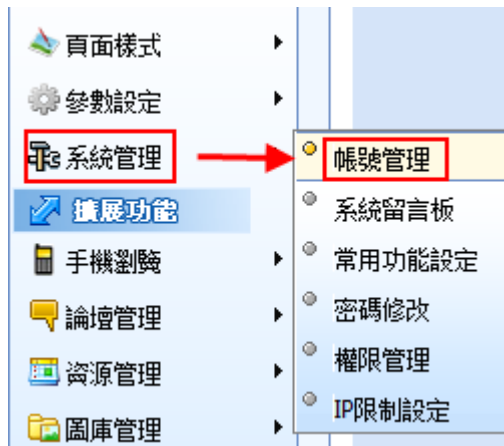 頁面樣式
參數設定
系統管理
擴展功能
手機瀏覽
論壇管理
資源管理
圖庫管理
帳號管理
系統留言板
常用功能設定
密碼修改
權限管理
IP限制設定